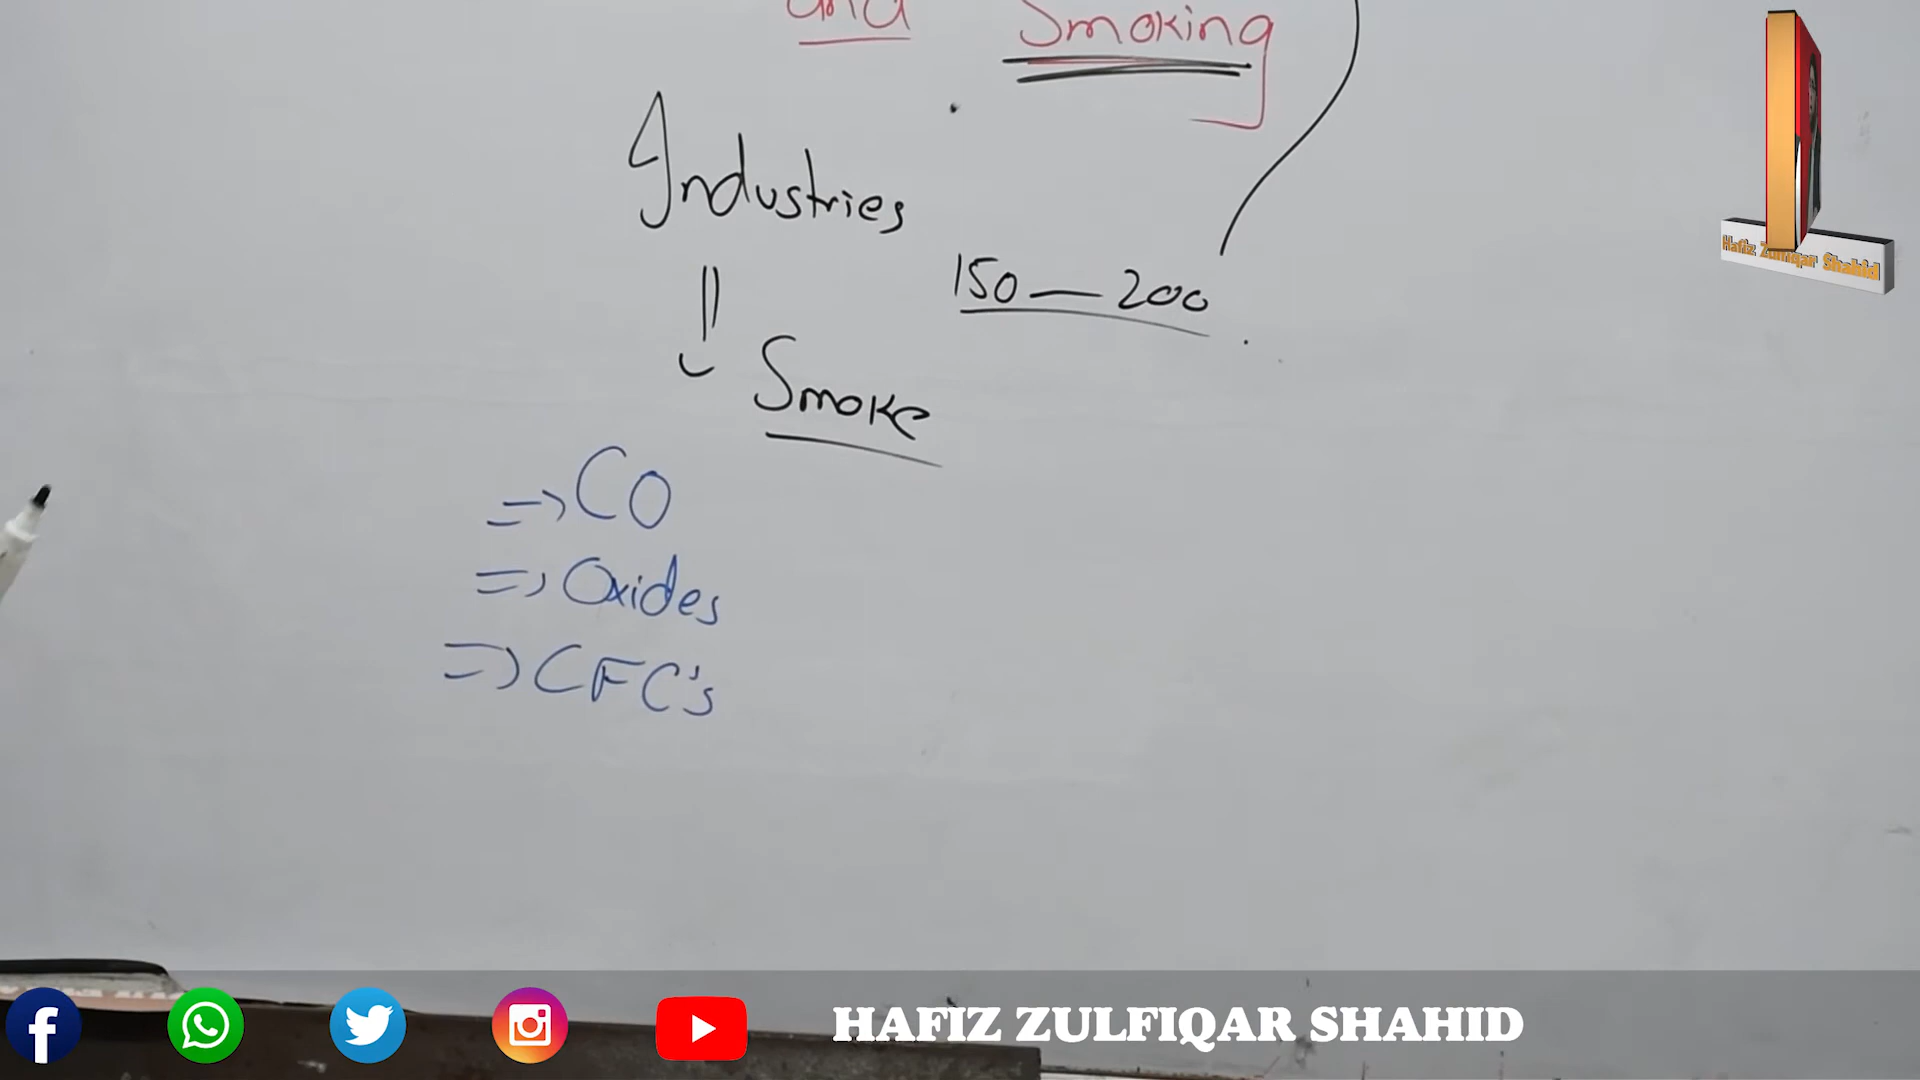 and Smoking
Industries
150 — 200
Smoke
=> CO
=> Oxides
=> CFC's
Hafiz Zulfiqar Shahid
HAFIZ ZULFIQAR SHAHID